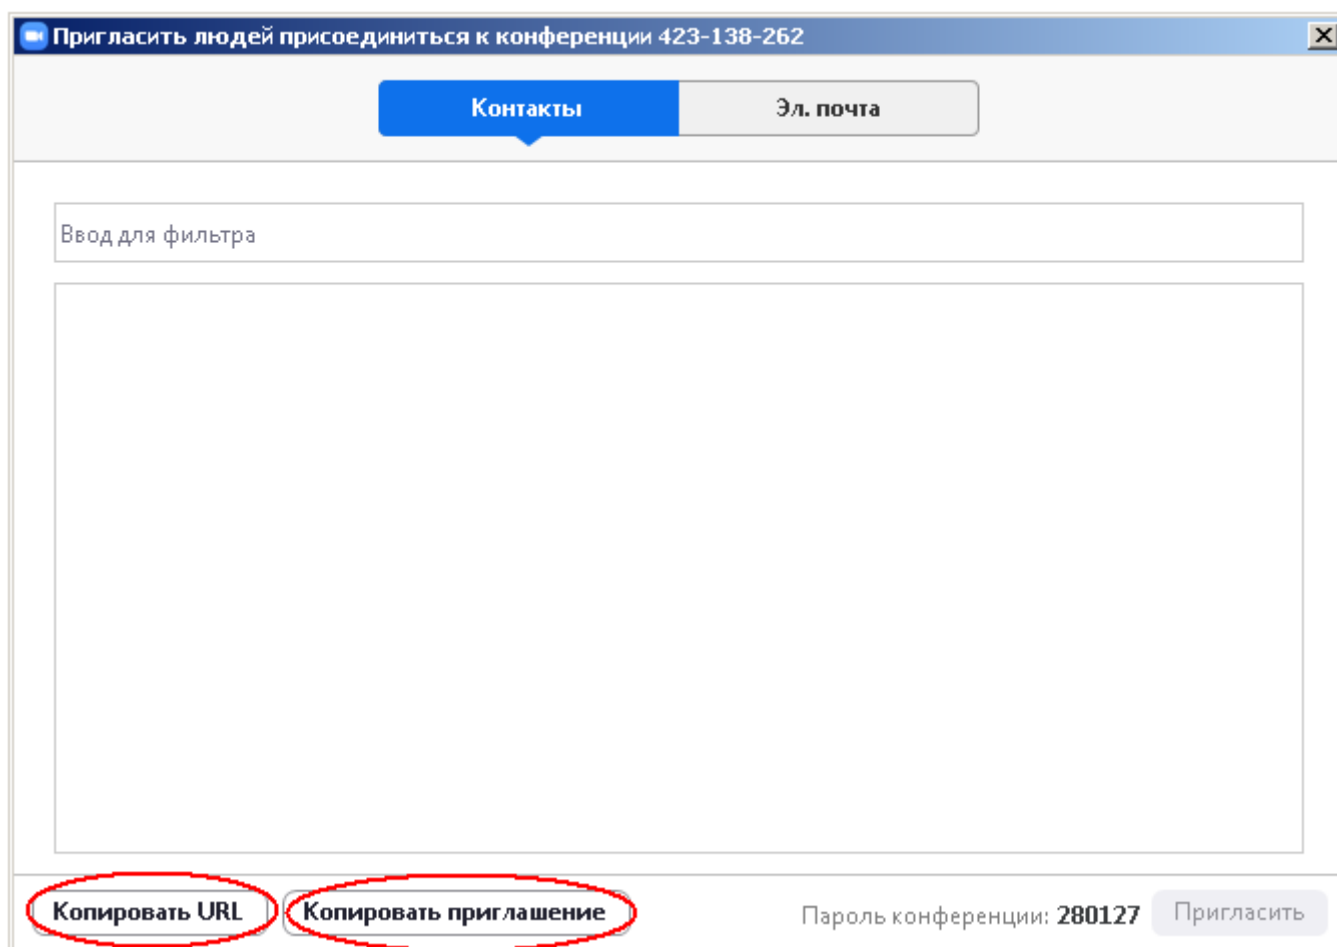 Пригласить людей присоединиться к конференции 423-138-262
Контакты
Эл. почта
Ввод для фильтра
Копировать URL
Копировать приглашение
Пароль конференции: 280127
Пригласить